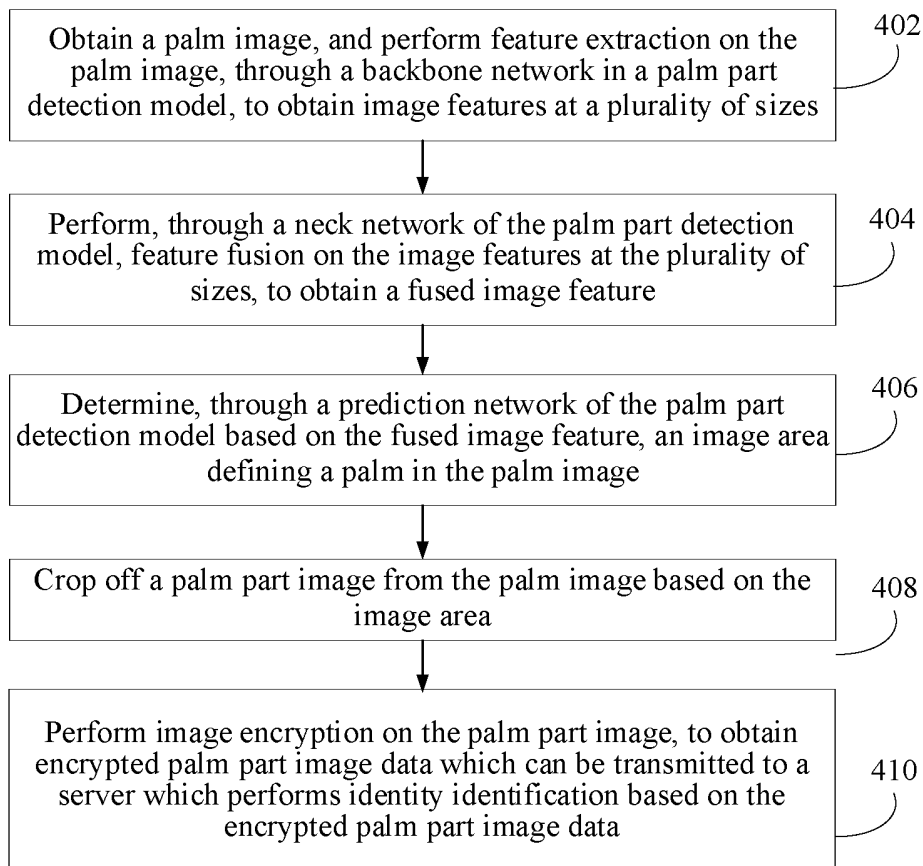 Obtain a palm image, and perform feature extraction on the
palm image, through a backbone network in a palm part
detection model, to obtain image features at a plurality of sizes
402
Perform, through a neck network of the palm part detection
model, feature fusion on the image features at the plurality of
sizes, to obtain a fused image feature
404
Determine, through a prediction network of the palm part
detection model based on the fused image feature, an image area
defining a palm in the palm image
406
Crop off a palm part image from the palm image based on the
image area
408
Perform image encryption on the palm part image, to obtain
encrypted palm part image data which can be transmitted to a
server which performs identity identification based on the
encrypted palm part image data
410